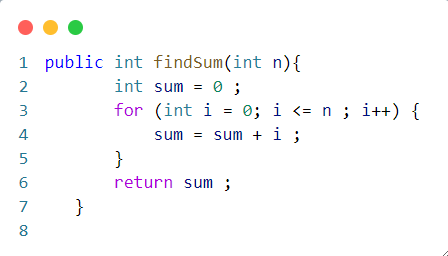 1 public int findSum(int n){
2 int sum = 0 ;
3 for (int i = 0; i <= n ; i++) {
4 sum = sum + i ;
5 }
6 return sum ;
7 }
8